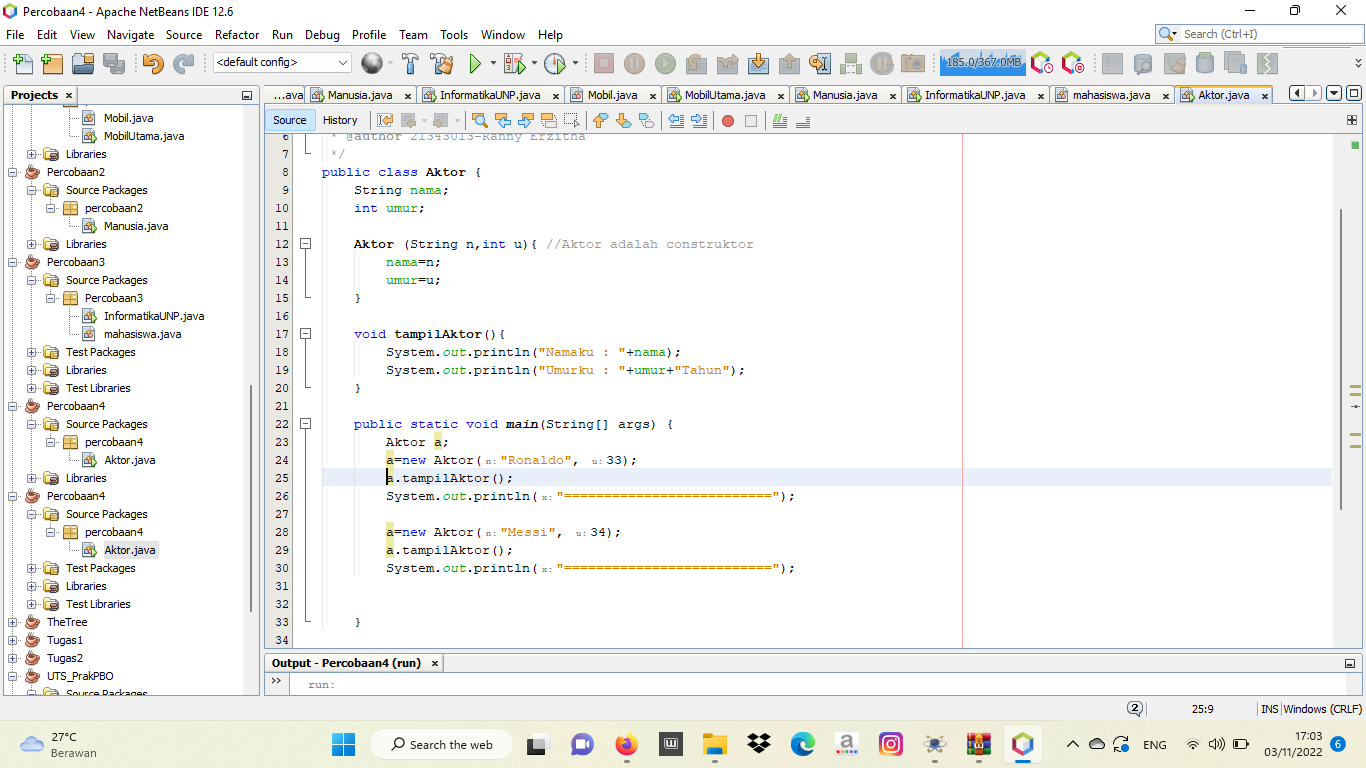 Percobaan4 - Apache NetBeans IDE 12.6
File Edit View Navigate Source Refactor Run Debug Profile Team Tools Window Help
Search (Ctrl+I)
<default config>
185.0/367.0MB
Projects
...ava Manusia.java InformatikaUNP.java Mobil.java MobilUtama.java Manusia.java InformatikaUNP.java mahasiswa.java Aktor.java
Source History
Mobil.java
MobilUtama.java
Libraries
Percobaan2
Source Packages
percobaan2
Manusia.java
Libraries
Percobaan3
Source Packages
Percobaan3
InformatikaUNP.java
mahasiswa.java
Test Packages
Libraries
Test Libraries
Percobaan4
Source Packages
percobaan4
Aktor.java
Libraries
Percobaan4
Source Packages
percobaan4
Aktor.java
Test Packages
Libraries
Test Libraries
TheTree
Tugas1
Tugas2
UTS_PrakPBO
Source Packages
6 * @author 21343013-Ranny Erzitha
7 */
8 public class Aktor {
9 String nama;
10 int umur;
11
12 Aktor (String n,int u){ //Aktor adalah construktor
13 nama=n;
14 umur=u;
15 }
16
17 void tampilAktor(){
18 System.out.println("Namaku : "+nama);
19 System.out.println("Umurku : "+umur+"Tahun");
20 }
21
22 public static void main(String[] args) {
23 Aktor a;
24 a=new Aktor( n: "Ronaldo", u: 33);
25 a.tampilAktor();
26 System.out.println( x: "==========================");
27
28 a=new Aktor( n: "Messi", u: 34);
29 a.tampilAktor();
30 System.out.println( x: "==========================");
31
32
33 }
34
Output - Percobaan4 (run)
run:
2 25:9 INS Windows (CRLF)
27°C
Berawan
Search the web
ENG
17:03
03/11/2022
6